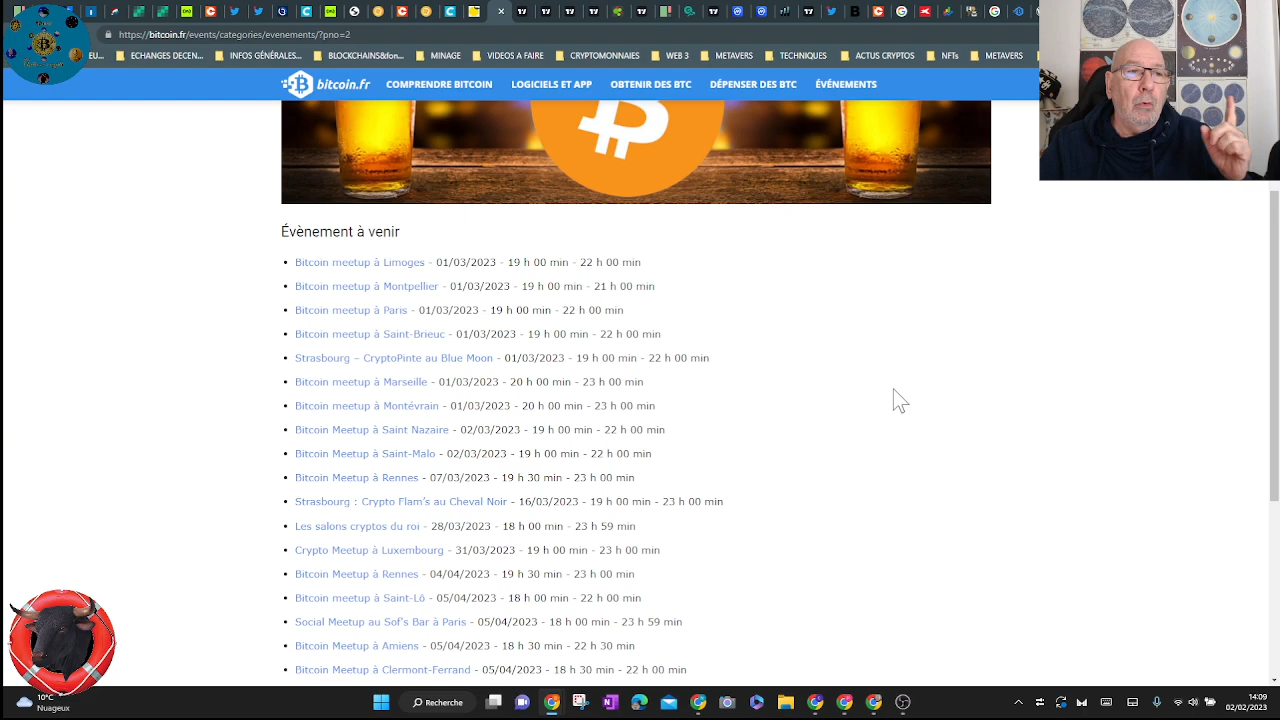 https://bitcoin.fr/events/categories/evenements/?pno=2
EU... ECHANGES DECEN... INFOS GÉNÉRALES... BLOCKCHAINSStion... MINAGE VIDEOS A FAIRE CRYPTOMONNAIES WEB 3 METAVERS TECHNIQUES ACTUS CRYPTOS NFTs METAVERS
bitcoin.fr COMPRENDRE BITCOIN LOGICIELS ET APP OBTENIR DES BTC DÉPENSER DES BTC ÉVÉNEMENTS
Évènement à venir
• Bitcoin meetup à Limoges - 01/03/2023 - 19 h 00 min - 22 h 00 min
• Bitcoin meetup à Montpellier - 01/03/2023 - 19 h 00 min - 21 h 00 min
• Bitcoin meetup à Paris - 01/03/2023 - 19 h 00 min - 22 h 00 min
• Bitcoin meetup à Saint-Brieuc - 01/03/2023 - 19 h 00 min - 22 h 00 min
• Strasbourg – CryptoPinte au Blue Moon - 01/03/2023 - 19 h 00 min - 22 h 00 min
• Bitcoin meetup à Marseille - 01/03/2023 - 20 h 00 min - 23 h 00 min
• Bitcoin meetup à Montévrain - 01/03/2023 - 20 h 00 min - 23 h 00 min
• Bitcoin Meetup à Saint Nazaire - 02/03/2023 - 19 h 00 min - 22 h 00 min
• Bitcoin Meetup à Saint-Malo - 02/03/2023 - 19 h 00 min - 22 h 00 min
• Bitcoin Meetup à Rennes - 07/03/2023 - 19 h 30 min - 23 h 00 min
• Strasbourg : Crypto Flam’s au Cheval Noir - 16/03/2023 - 19 h 00 min - 23 h 00 min
• Les salons cryptos du roi - 28/03/2023 - 18 h 00 min - 23 h 59 min
• Crypto Meetup à Luxembourg - 31/03/2023 - 19 h 00 min - 23 h 00 min
• Bitcoin Meetup à Rennes - 04/04/2023 - 19 h 30 min - 23 h 00 min
• Bitcoin meetup à Saint-Lô - 05/04/2023 - 18 h 00 min - 22 h 00 min
• Social Meetup au Sof's Bar à Paris - 05/04/2023 - 18 h 00 min - 23 h 59 min
• Bitcoin Meetup à Amiens - 05/04/2023 - 18 h 30 min - 22 h 30 min
• Bitcoin Meetup à Clermont-Ferrand - 05/04/2023 - 18 h 30 min - 22 h 00 min
10°C
Nuageux
Rechercher
14:09
02/02/2023